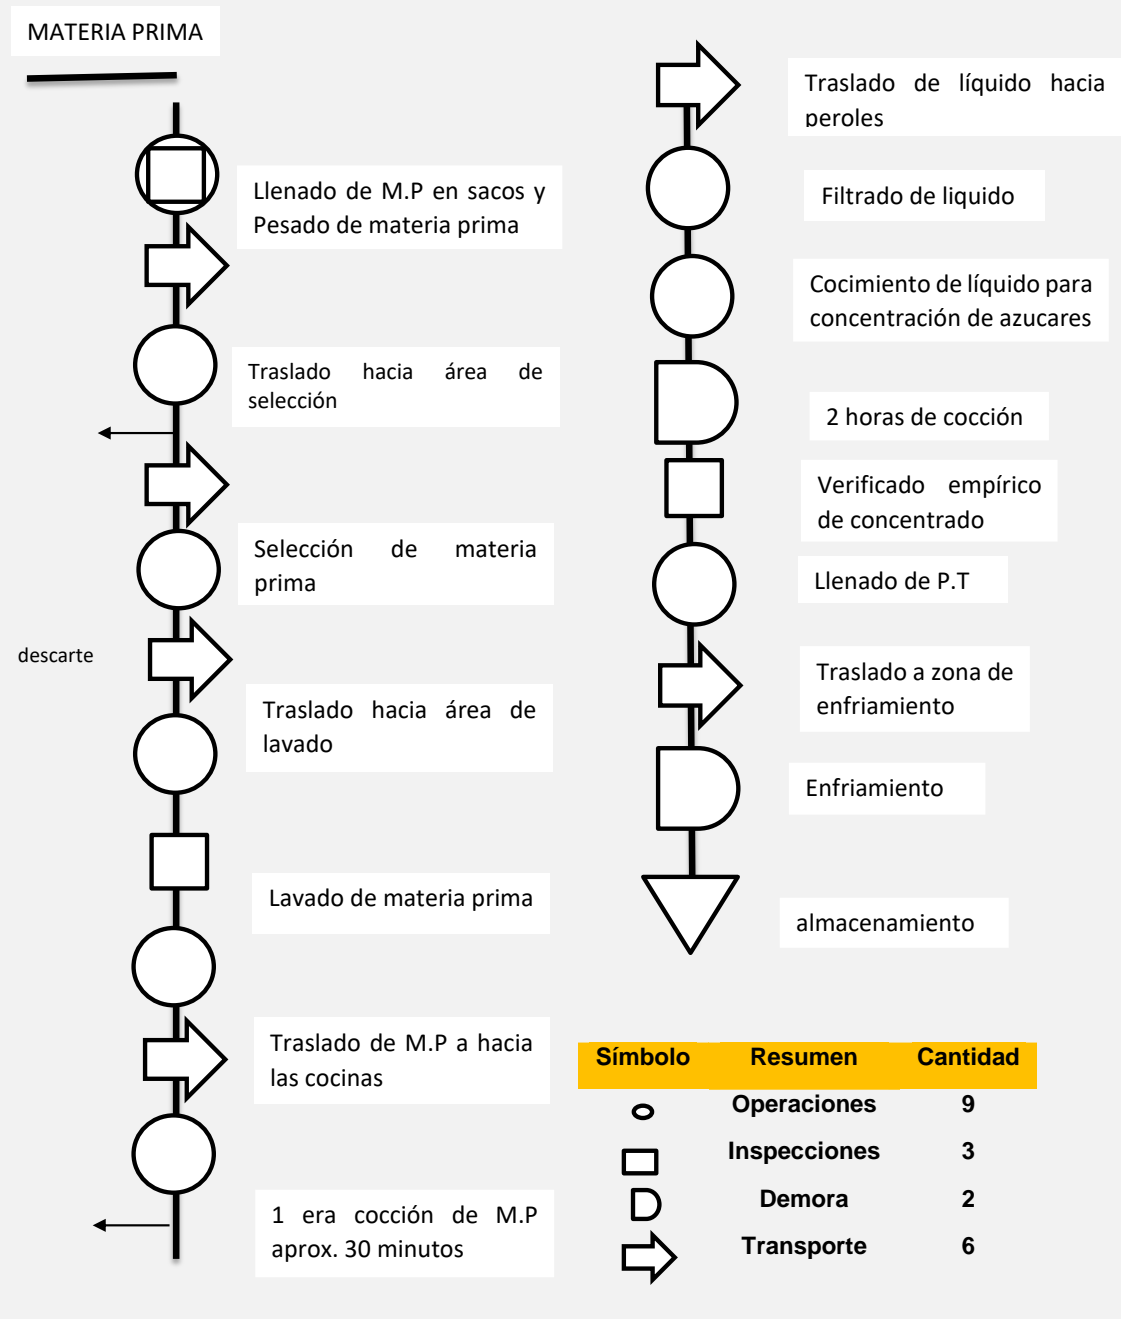 MATERIA PRIMA
Llenado de M.P en sacos y
Pesado de materia prima
Traslado hacia área de
selección
Selección de materia
prima
descarte
Traslado hacia área de
lavado
Lavado de materia prima
Traslado de M.P a hacia
las cocinas
1 era cocción de M.P
aprox. 30 minutos
Traslado de líquido hacia
peroles
Filtrado de liquido
Cocimiento de líquido para
concentración de azucares
2 horas de cocción
Verificado empírico
de concentrado
Llenado de P.T
Traslado a zona de
enfriamiento
Enfriamiento
almacenamiento
Símbolo Resumen Cantidad
Operaciones 9
Inspecciones 3
Demora 2
Transporte 6